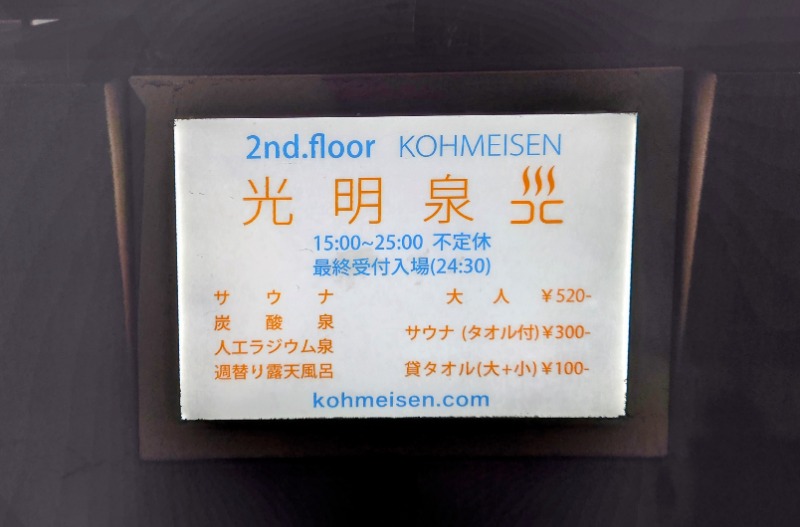 2nd.floor KOHMEISEN
光明泉
15:00~25:00 不定休
最終受付入場(24:30)
サウナ 大人 ¥520-
炭酸泉
サウナ (タオル付)¥300-
人工ラジウム泉
週替り露天風呂 貸タオル(大+小)¥100-
kohmeisen.com